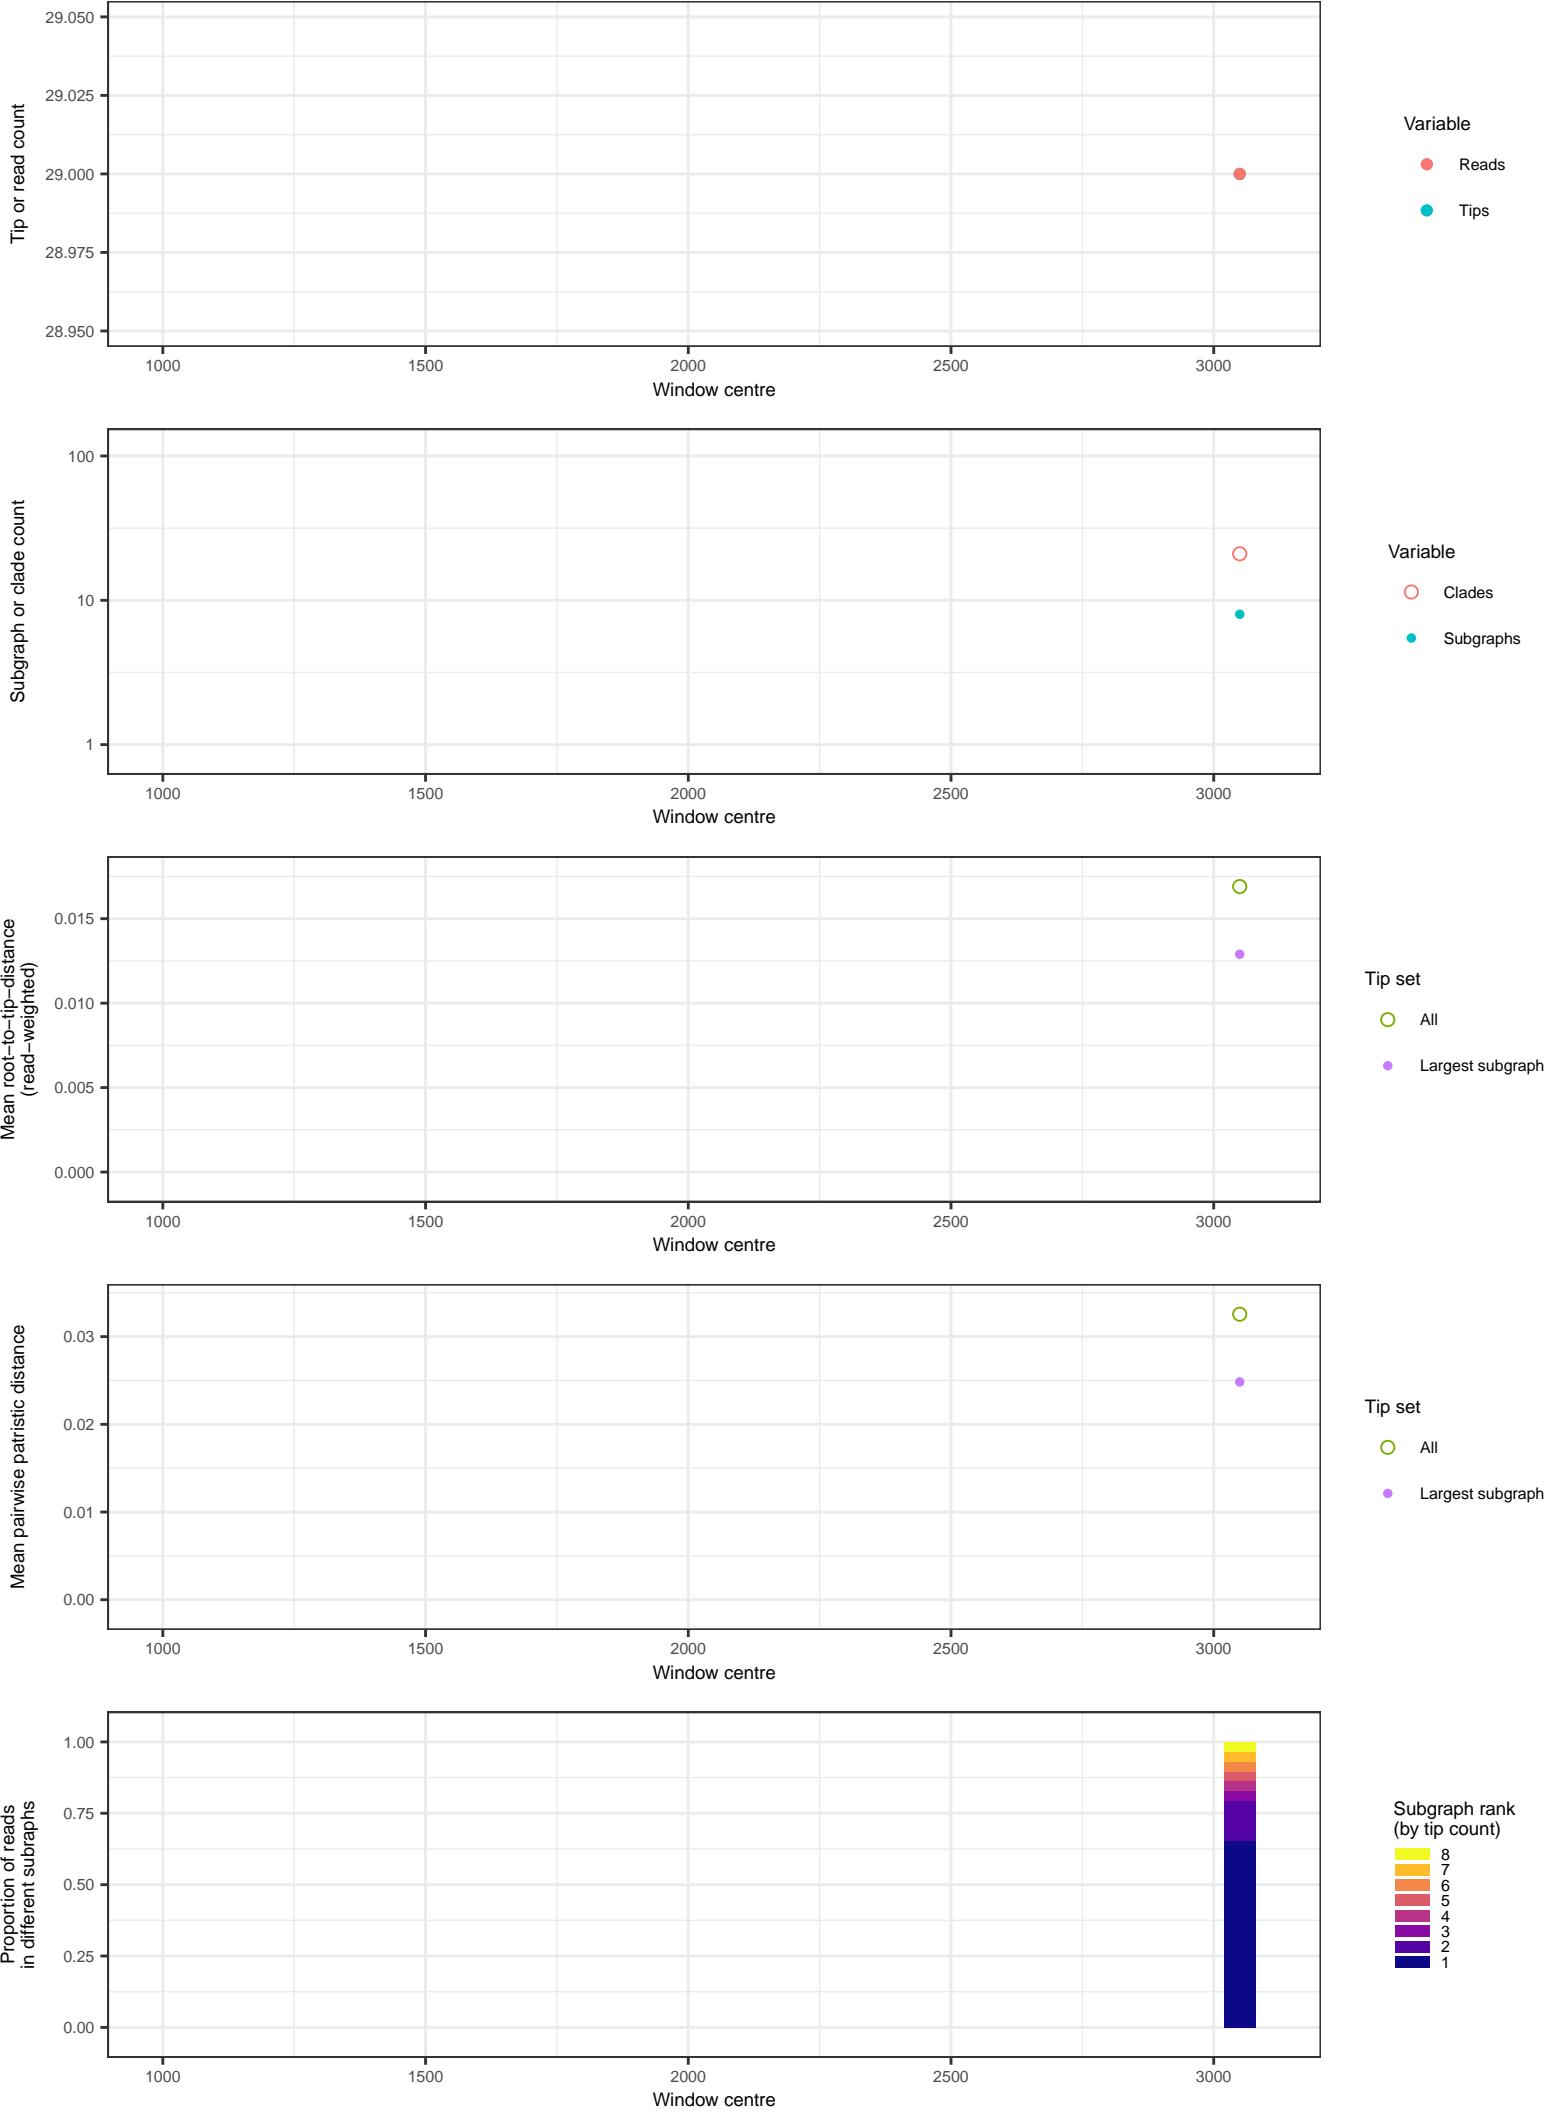 29.050
29.025
29.000
28.975
28.950
Tip or read count
1000 1500 2000 2500 3000
Window centre
Variable
Reads
Tips
100
10
1
Subgraph or clade count
1000 1500 2000 2500 3000
Window centre
Variable
Clades
Subgraphs
0.015
0.010
0.005
0.000
Mean root−to−tip−distance
(read−weighted)
1000 1500 2000 2500 3000
Window centre
Tip set
All
Largest subgraph
0.03
0.02
0.01
0.00
Mean pairwise patristic distance
1000 1500 2000 2500 3000
Window centre
Tip set
All
Largest subgraph
1.00
0.75
0.50
0.25
0.00
Proportion of reads
in different subraphs
1000 1500 2000 2500 3000
Window centre
Subgraph rank
(by tip count)
8
7
6
5
4
3
2
1